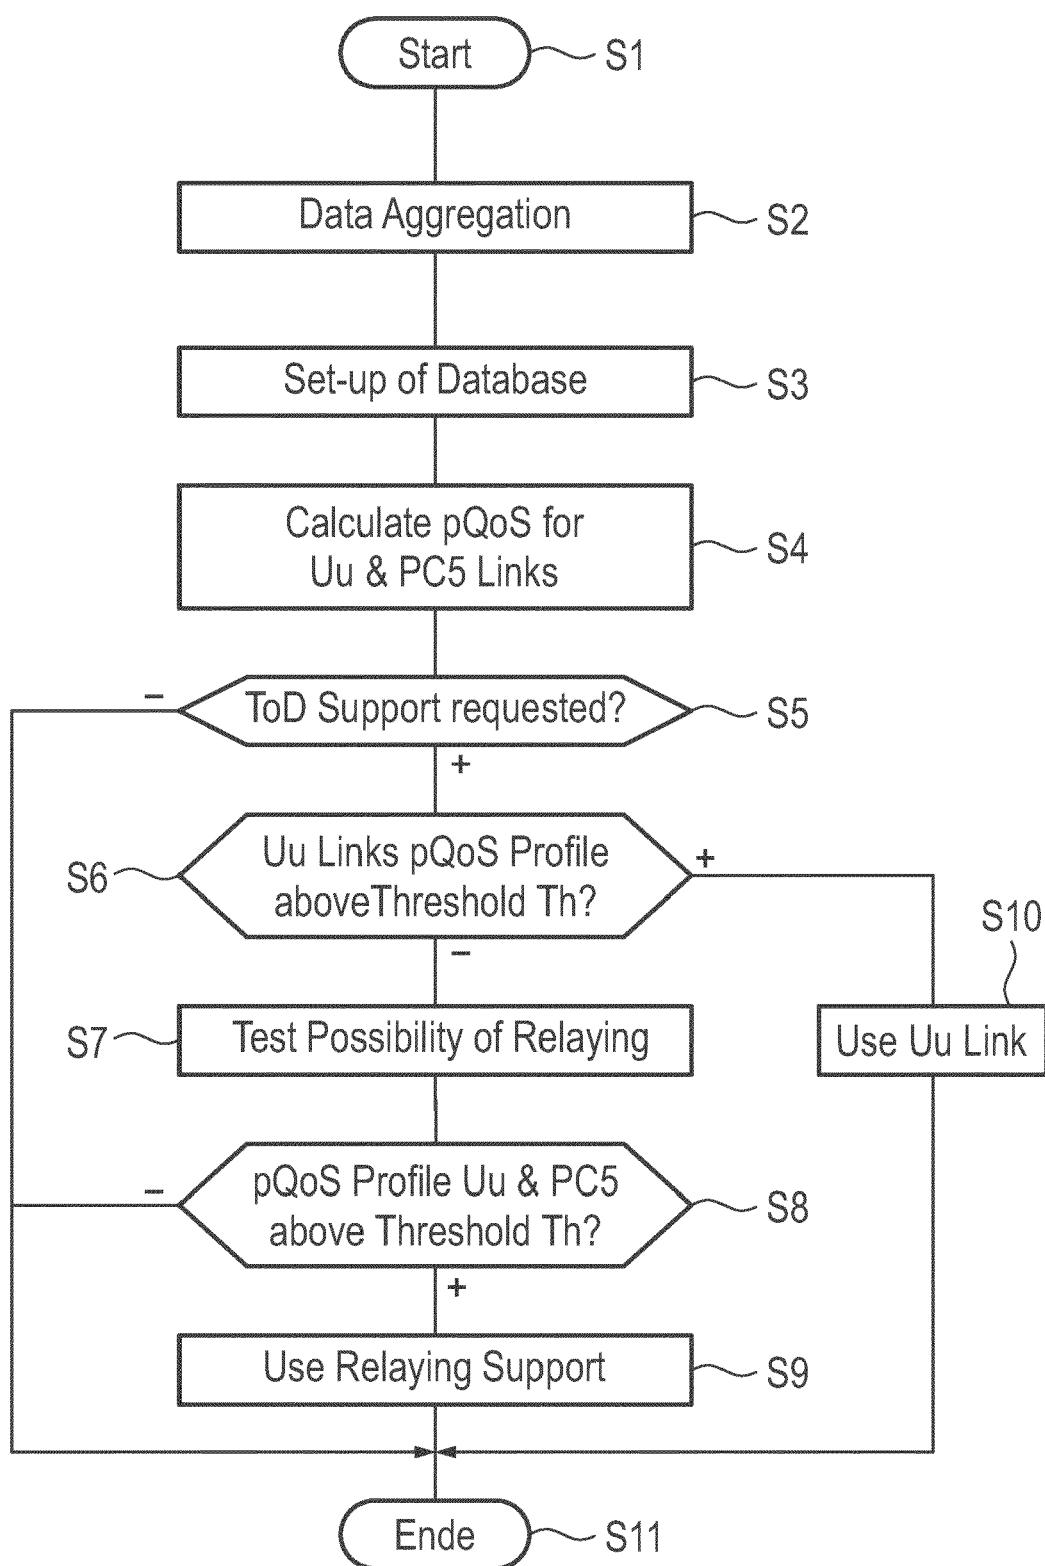 Start
S1
Data Aggregation
S2
Set-up of Database
S3
Calculate pQoS for
Uu & PC5 Links
S4
–
ToD Support requested?
S5
+
S6
Uu Links pQoS Profile
aboveThreshold Th?
+
–
S10
S7
Test Possibility of Relaying
Use Uu Link
–
pQoS Profile Uu & PC5
above Threshold Th?
S8
+
Use Relaying Support
S9
Ende
S11